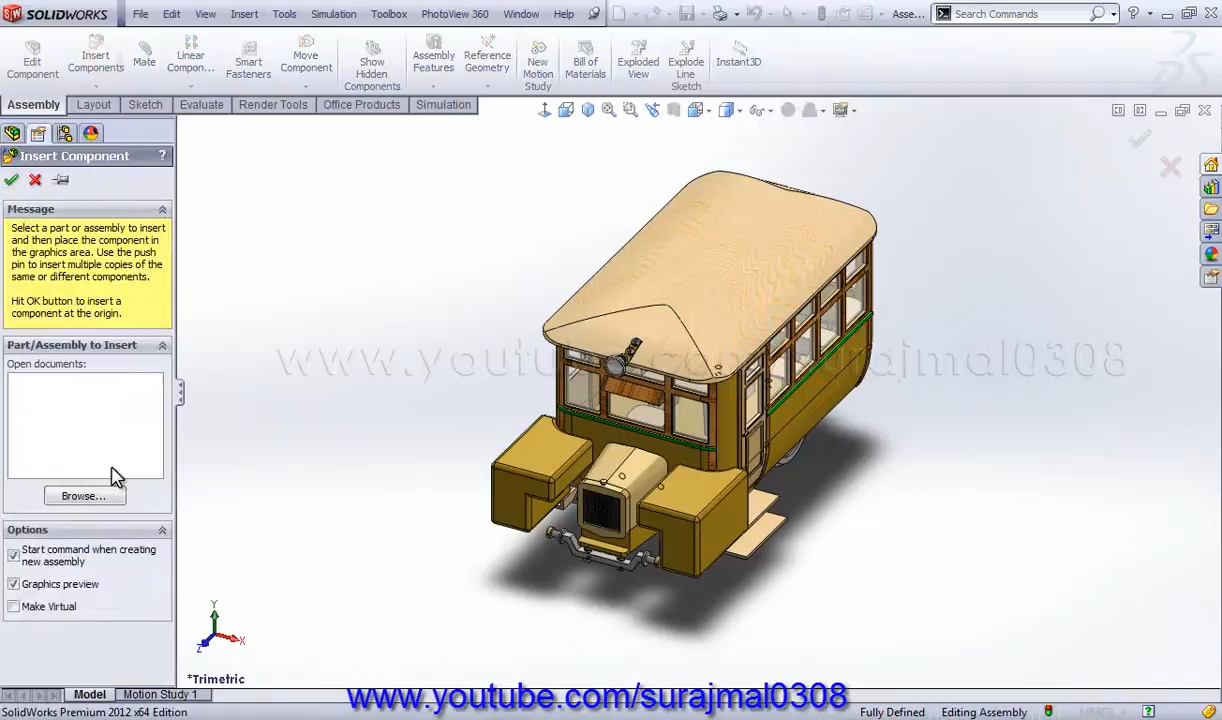 SOLIDWORKS File Edit View Insert Tools Simulation Toolbox PhotoView 360 Window Help Asse... Search Commands
Edit Component
Insert Components
Mate
Linear Compon...
Smart Fasteners
Move Component
Show Hidden Components
Assembly Features
Reference Geometry
New Motion Study
Bill of Materials
Exploded View
Explode Line Sketch
Instant3D
Assembly Layout Sketch Evaluate Render Tools Office Products Simulation
Insert Component ?
Message
Select a part or assembly to insert
and then place the component in
the graphics area. Use the push
pin to insert multiple copies of the
same or different components.
Hit OK button to insert a
component at the origin.
Part/Assembly to Insert
Open documents:
Browse...
Options
Start command when creating
new assembly
Graphics preview
Make Virtual
www.youtube.com/surajmal0308
Y
X
Z
*Trimetric
Model Motion Study 1
www.youtube.com/surajmal0308
SolidWorks Premium 2012 x64 Edition Fully Defined Editing Assembly